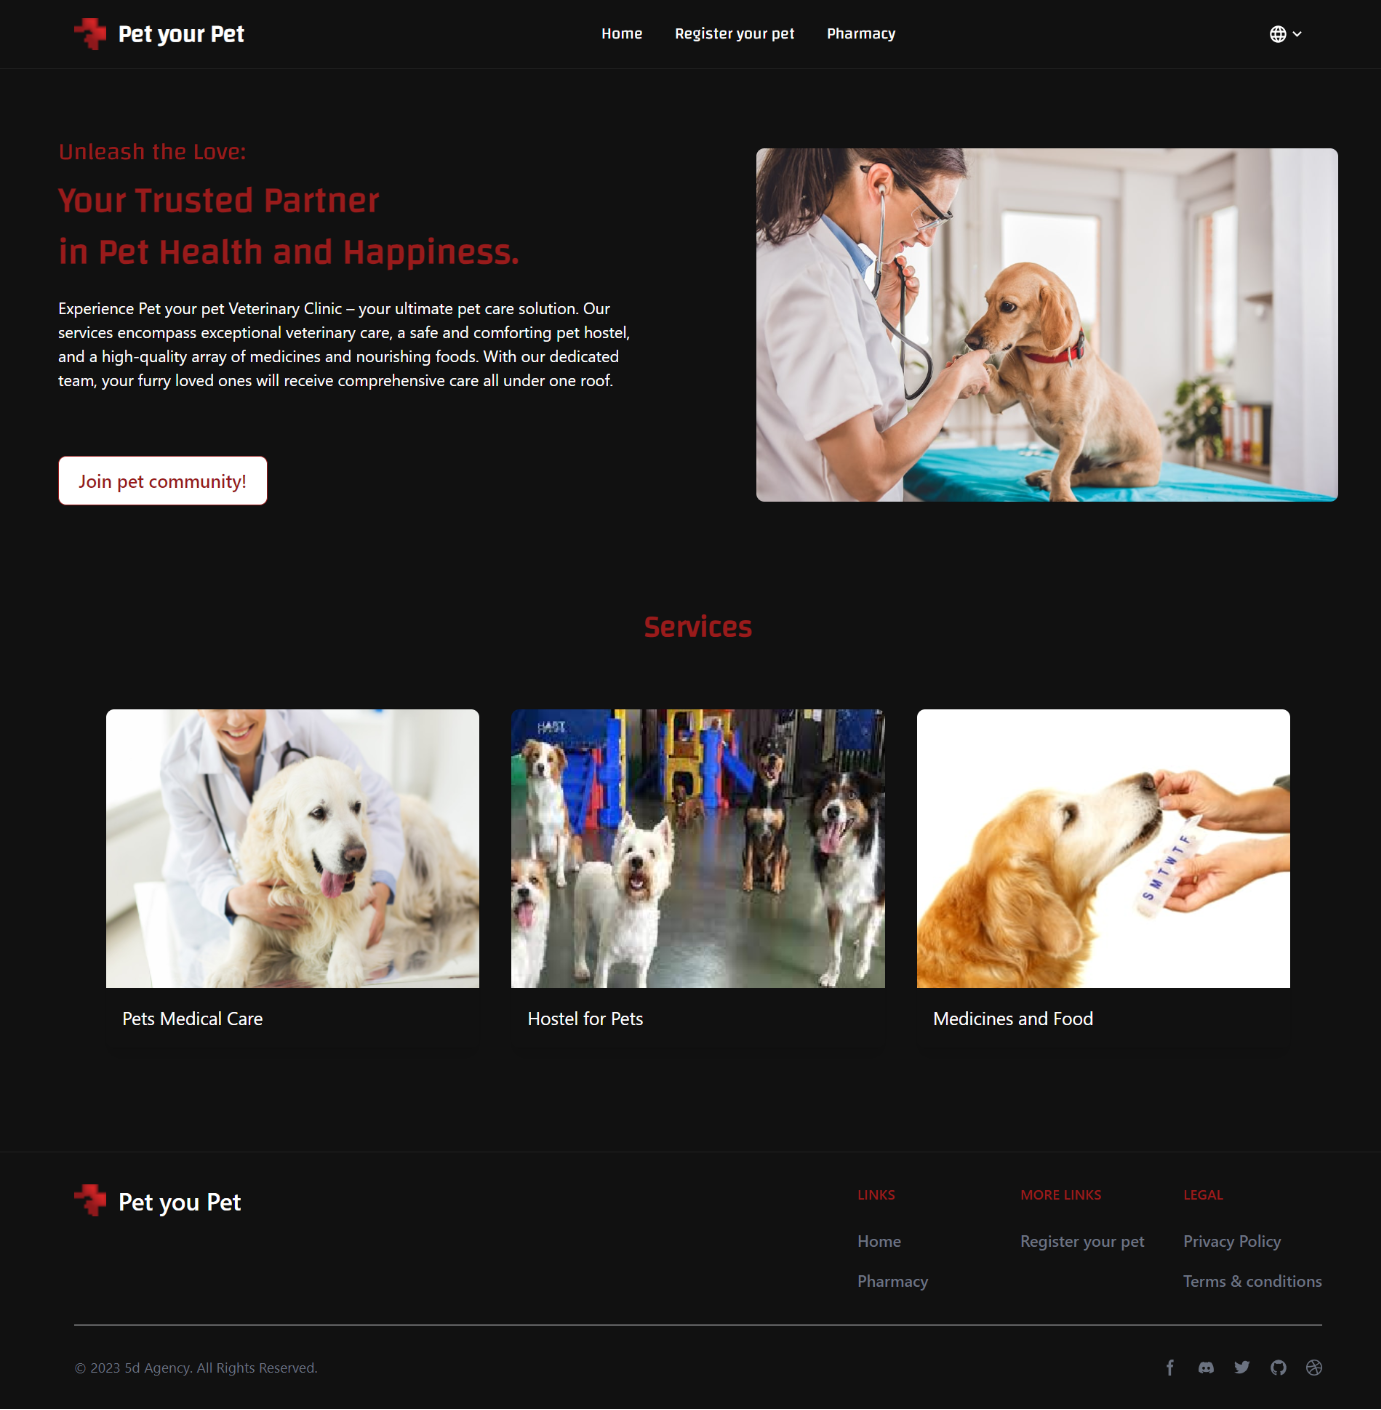 Pet your Pet
Home
Register your pet
Pharmacy
Unleash the Love:
Your Trusted Partner
in Pet Health and Happiness.
Experience Pet your pet Veterinary Clinic – your ultimate pet care solution. Our
services encompass exceptional veterinary care, a safe and comforting pet hostel,
and a high-quality array of medicines and nourishing foods. With our dedicated
team, your furry loved ones will receive comprehensive care all under one roof.
Join pet community!
Services
S M T W T F
Pets Medical Care
Hostel for Pets
Medicines and Food
Pet you Pet
LINKS
Home
Pharmacy
MORE LINKS
Register your pet
LEGAL
Privacy Policy
Terms & conditions
© 2023 5d Agency. All Rights Reserved.